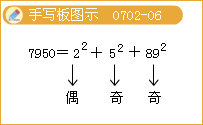 手写板图示 0702-06
7950=2²+5²+89²
偶 奇 奇